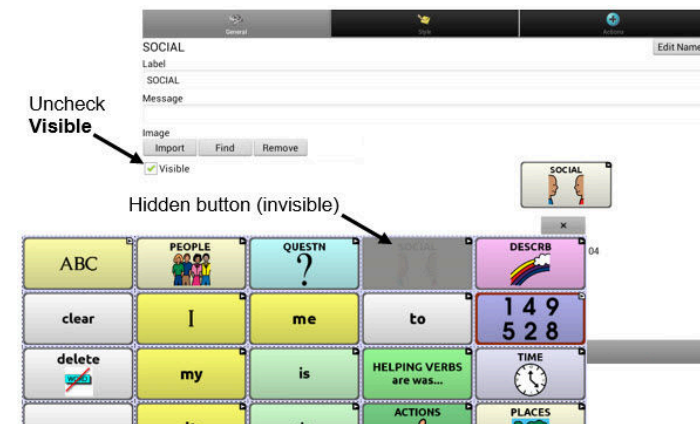 General Style Actions
SOCIAL Edit Name
Label
SOCIAL
Message
Image
Import Find Remove
Visible
Uncheck
Visible
SOCIAL
Hidden button (invisible)
×
04
ABC PEOPLE QUESTN ? SOCIAL DESCRB
clear I me to 1 4 9
5 2 8
delete WORD my is HELPING VERBS
are was... TIME
ACTIONS PLACES